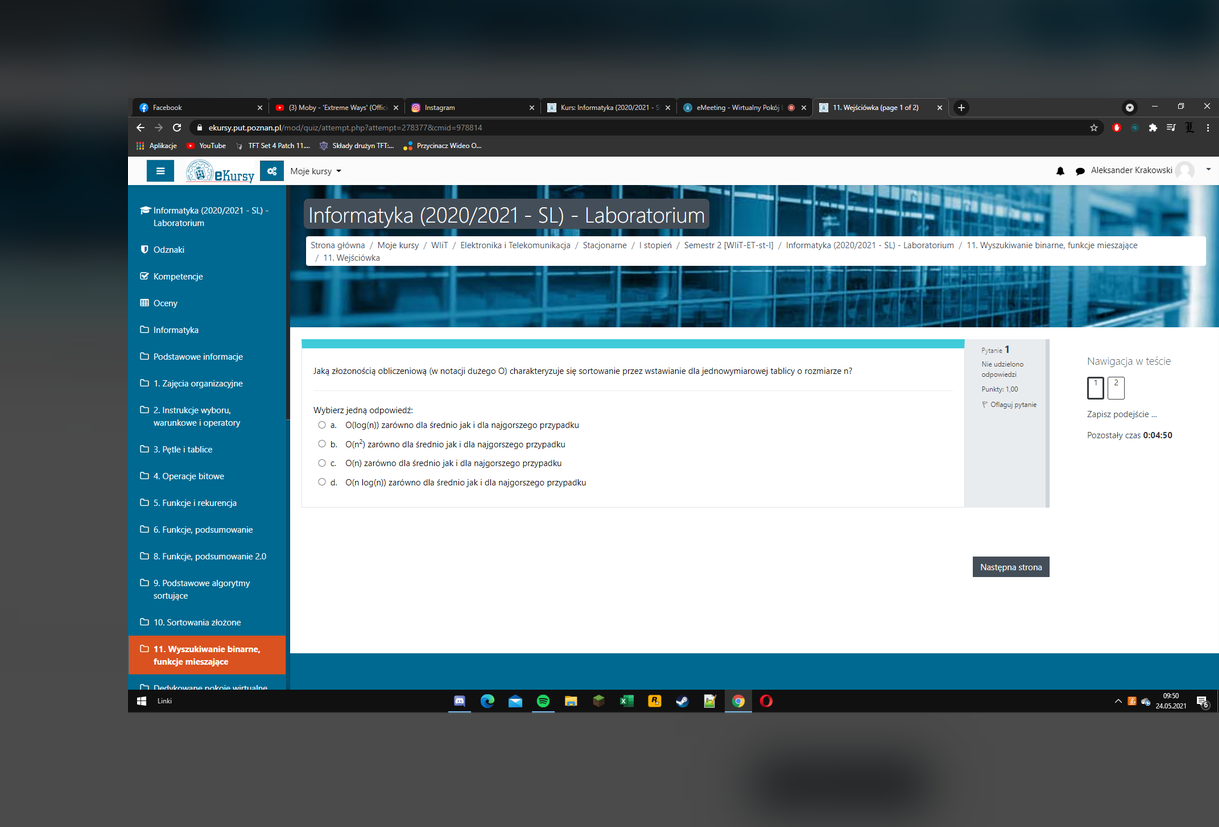 Facebook
(3) Moby - 'Extreme Ways' (Offici
Instagram
Kurs: Informatyka (2020/2021 - S
eMeeting - Wirtualny Pokój
11. Wejściówka (page 1 of 2)
ekursy.put.poznan.pl/mod/quiz/attempt.php?attempt=278377&cmid=978814
Aplikacje
YouTube
TFT Set 4 Patch 11....
Składy drużyn TFT:...
Przycinacz Wideo O...
eKursy
Moje kursy
Aleksander Krakowski
Informatyka (2020/2021 - SL) -
Laboratorium
Odznaki
Kompetencje
Oceny
Informatyka
Podstawowe informacje
1. Zajęcia organizacyjne
2. Instrukcje wyboru,
warunkowe i operatory
3. Pętle i tablice
4. Operacje bitowe
5. Funkcje i rekurencja
6. Funkcje, podsumowanie
8. Funkcje, podsumowanie 2.0
9. Podstawowe algorytmy
sortujące
10. Sortowania złożone
11. Wyszukiwanie binarne,
funkcje mieszające
Dedykowane pokoje wirtualne
Informatyka (2020/2021 - SL) - Laboratorium
Strona główna / Moje kursy / WIiT / Elektronika i Telekomunikacja / Stacjonarne / I stopień / Semestr 2 [WIiT-ET-st-I] / Informatyka (2020/2021 - SL) - Laboratorium / 11. Wyszukiwanie binarne, funkcje mieszające
/ 11. Wejściówka
Jaką złożonością obliczeniową (w notacji dużego O) charakteryzuje się sortowanie przez wstawianie dla jednowymiarowej tablicy o rozmiarze n?
Wybierz jedną odpowiedź:
a. O(log(n)) zarówno dla średnio jak i dla najgorszego przypadku
b. O(n²) zarówno dla średnio jak i dla najgorszego przypadku
c. O(n) zarówno dla średnio jak i dla najgorszego przypadku
d. O(n log(n)) zarówno dla średnio jak i dla najgorszego przypadku
Pytanie 1
Nie udzielono
odpowiedzi
Punkty: 1,00
Oflaguj pytanie
Następna strona
Nawigacja w teście
1 2
Zapisz podejście ...
Pozostały czas 0:04:50
Linki
09:50
24.05.2021